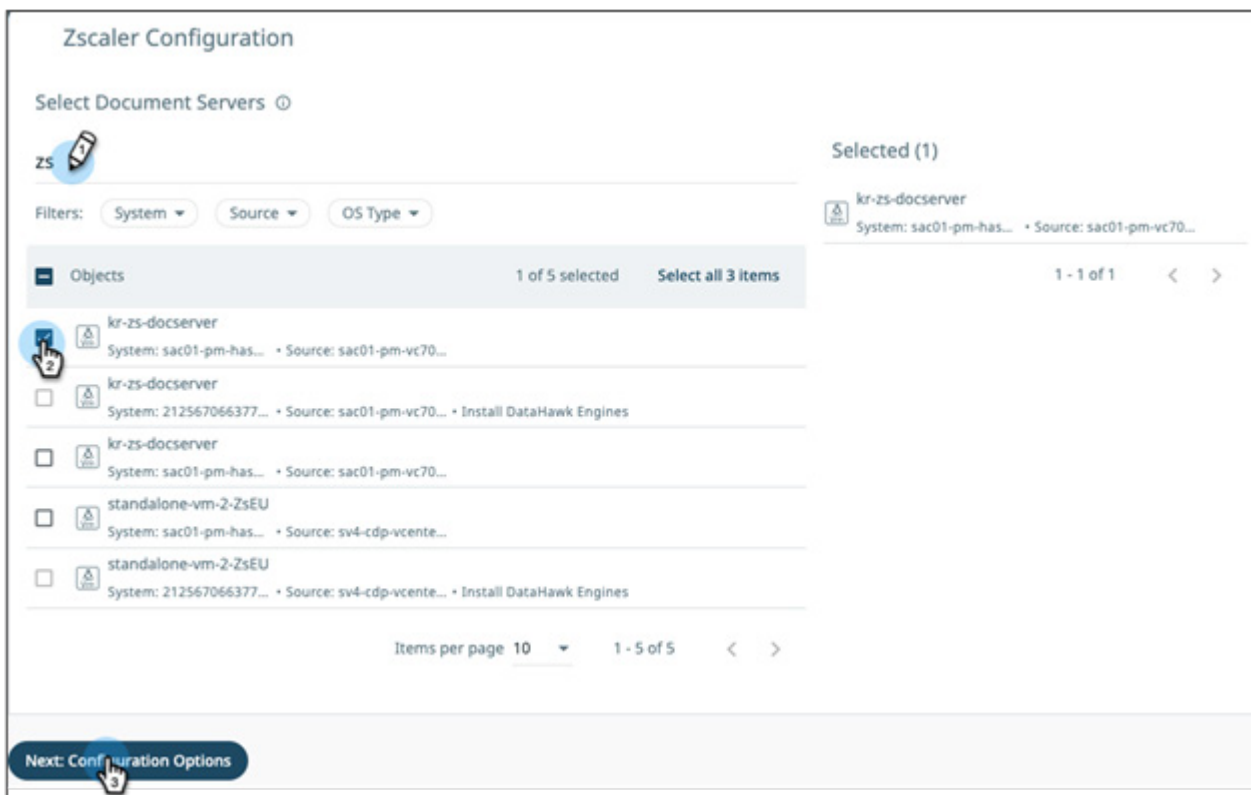 Zscaler Configuration
Select Document Servers
zs
1
Filters: System Source OS Type
Objects 1 of 5 selected Select all 3 items
kr-zs-docserver
System: sac01-pm-has... • Source: sac01-pm-vc70...
2
kr-zs-docserver
System: 212567066377... • Source: sac01-pm-vc70... • Install DataHawk Engines
kr-zs-docserver
System: sac01-pm-has... • Source: sac01-pm-vc70...
standalone-vm-2-ZsEU
System: sac01-pm-has... • Source: sv4-cdp-vcente...
standalone-vm-2-ZsEU
System: 212567066377... • Source: sv4-cdp-vcente... • Install DataHawk Engines
Items per page 10 1 - 5 of 5
Selected (1)
kr-zs-docserver
System: sac01-pm-has... • Source: sac01-pm-vc70...
1 - 1 of 1
Next: Configuration Options
3